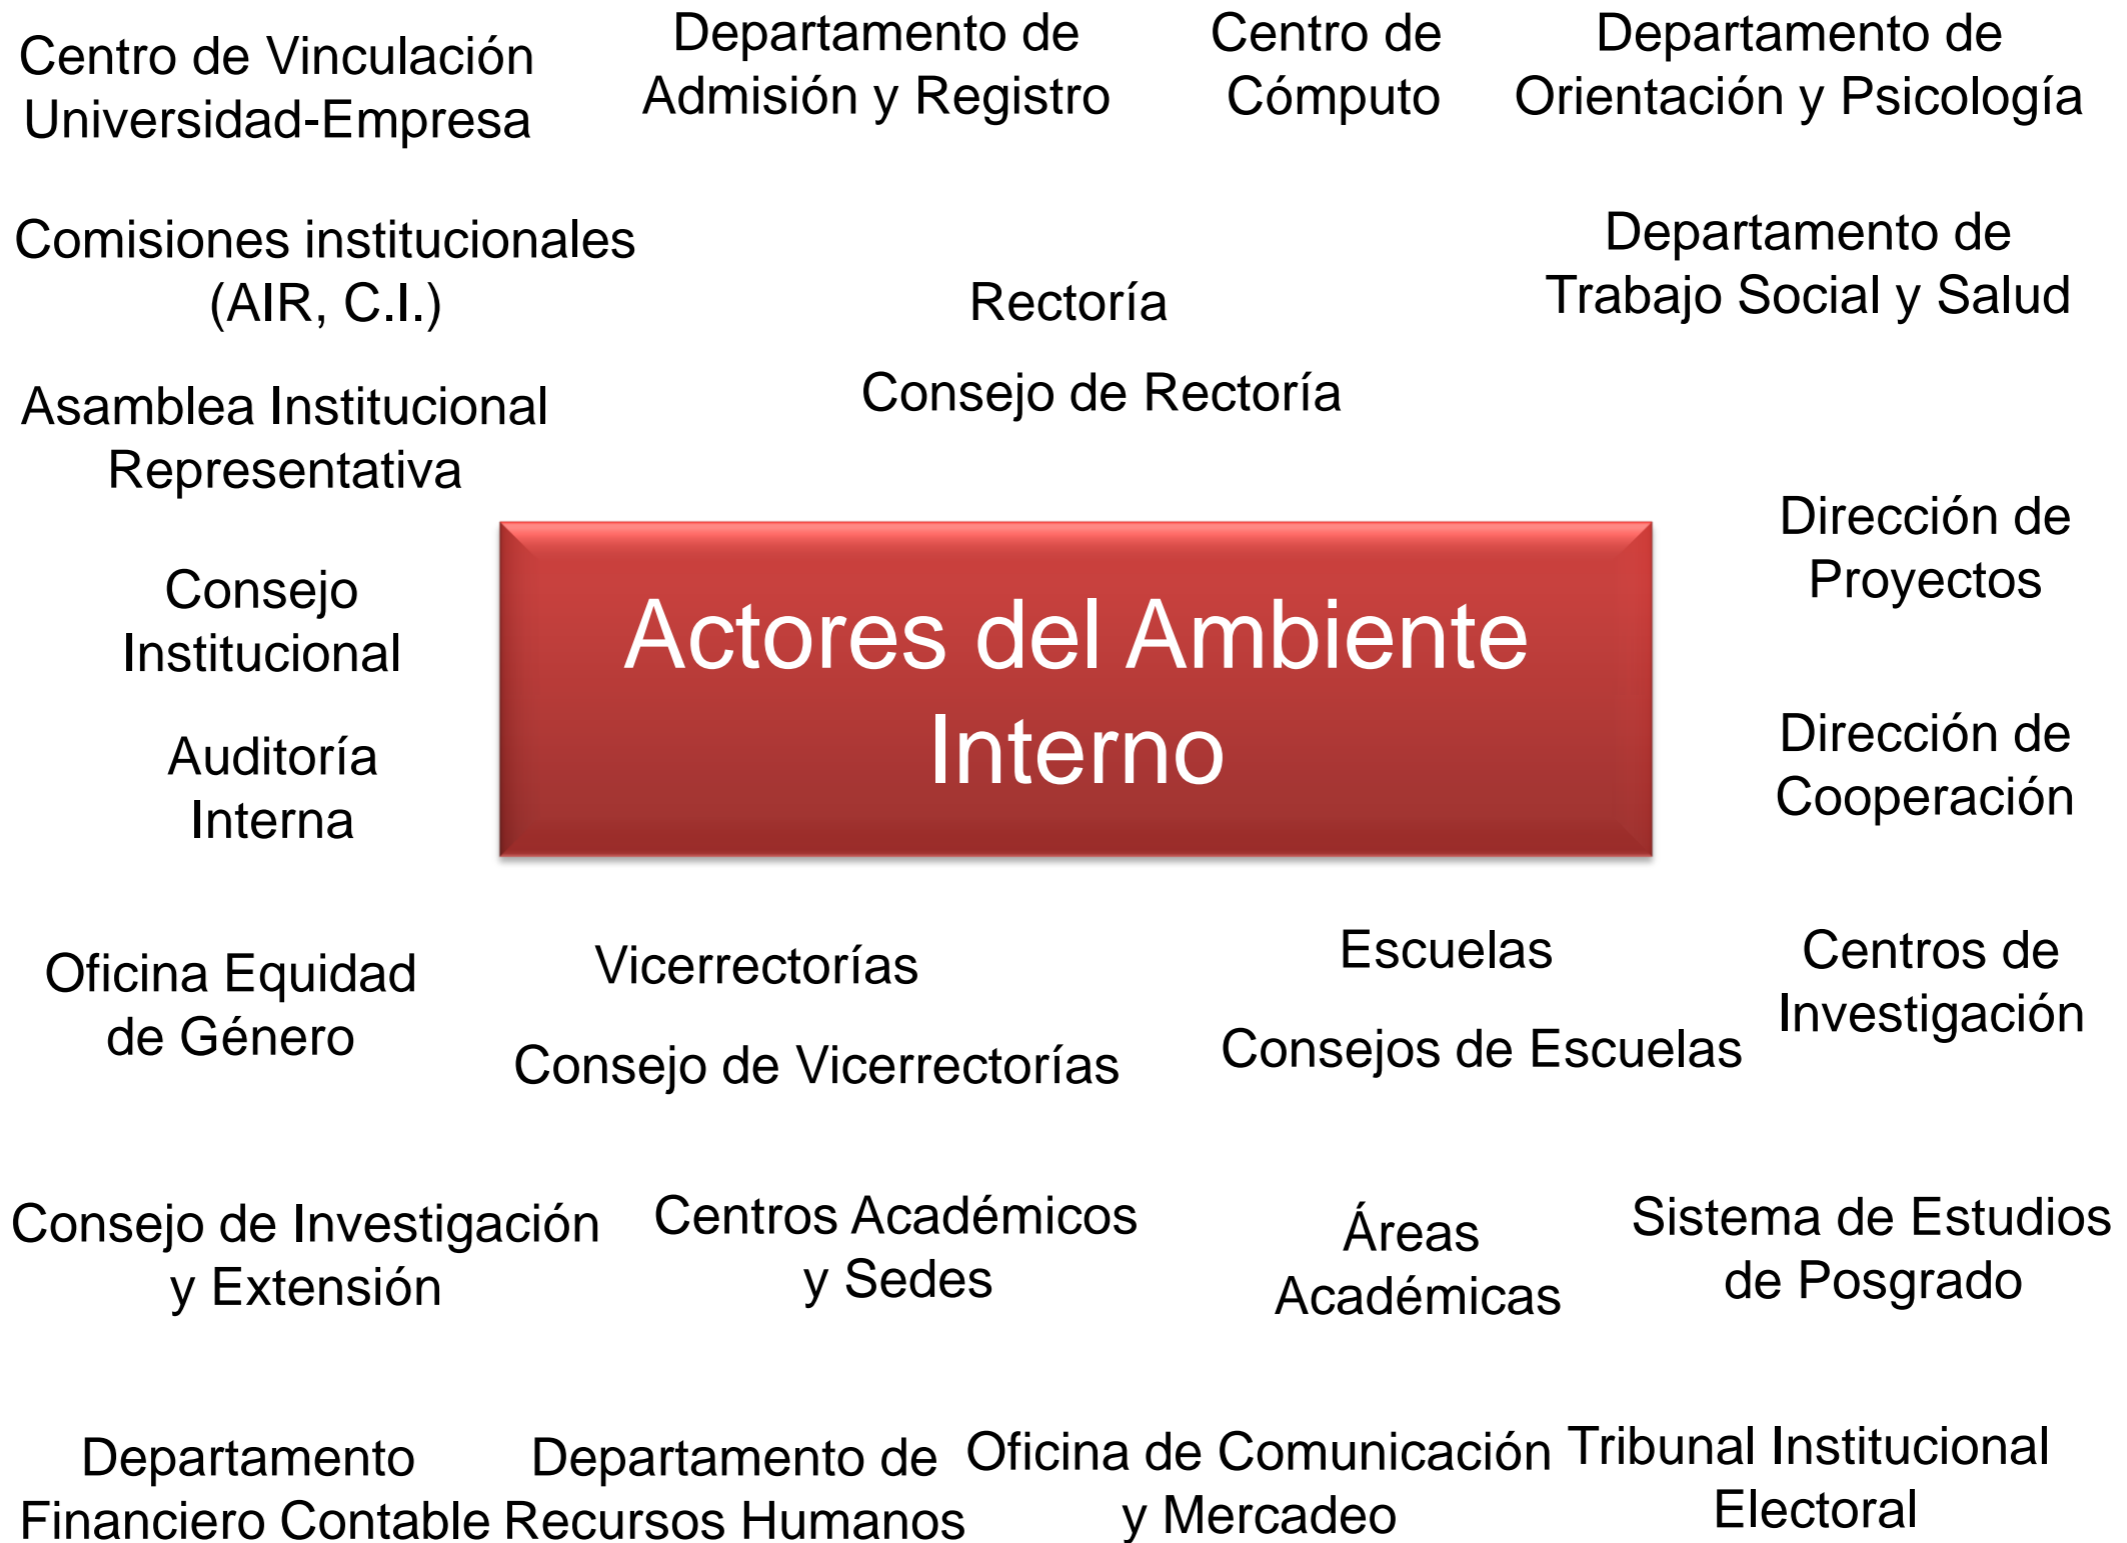 Centro de Vinculación
Universidad-Empresa
Departamento de
Admisión y Registro
Centro de
Cómputo
Departamento de
Orientación y Psicología
Comisiones institucionales
(AIR, C.I.)
Rectoría
Departamento de
Trabajo Social y Salud
Consejo de Rectoría
Asamblea Institucional
Representativa
Consejo
Institucional
Auditoría
Interna
Actores del Ambiente
Interno
Dirección de
Proyectos
Dirección de
Cooperación
Oficina Equidad
de Género
Vicerrectorías
Consejo de Vicerrectorías
Escuelas
Consejos de Escuelas
Centros de
Investigación
Consejo de Investigación
y Extensión
Centros Académicos
y Sedes
Áreas
Académicas
Sistema de Estudios
de Posgrado
Departamento
Financiero Contable
Departamento de
Recursos Humanos
Oficina de Comunicación
y Mercadeo
Tribunal Institucional
Electoral